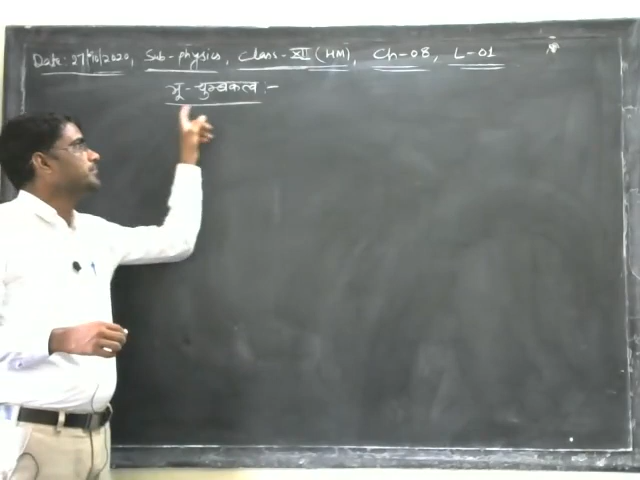 Date: 27/10/2020, Sub-physics, Class-XII (HM), Ch-08, L-01
भू-चुम्बकत्व :-